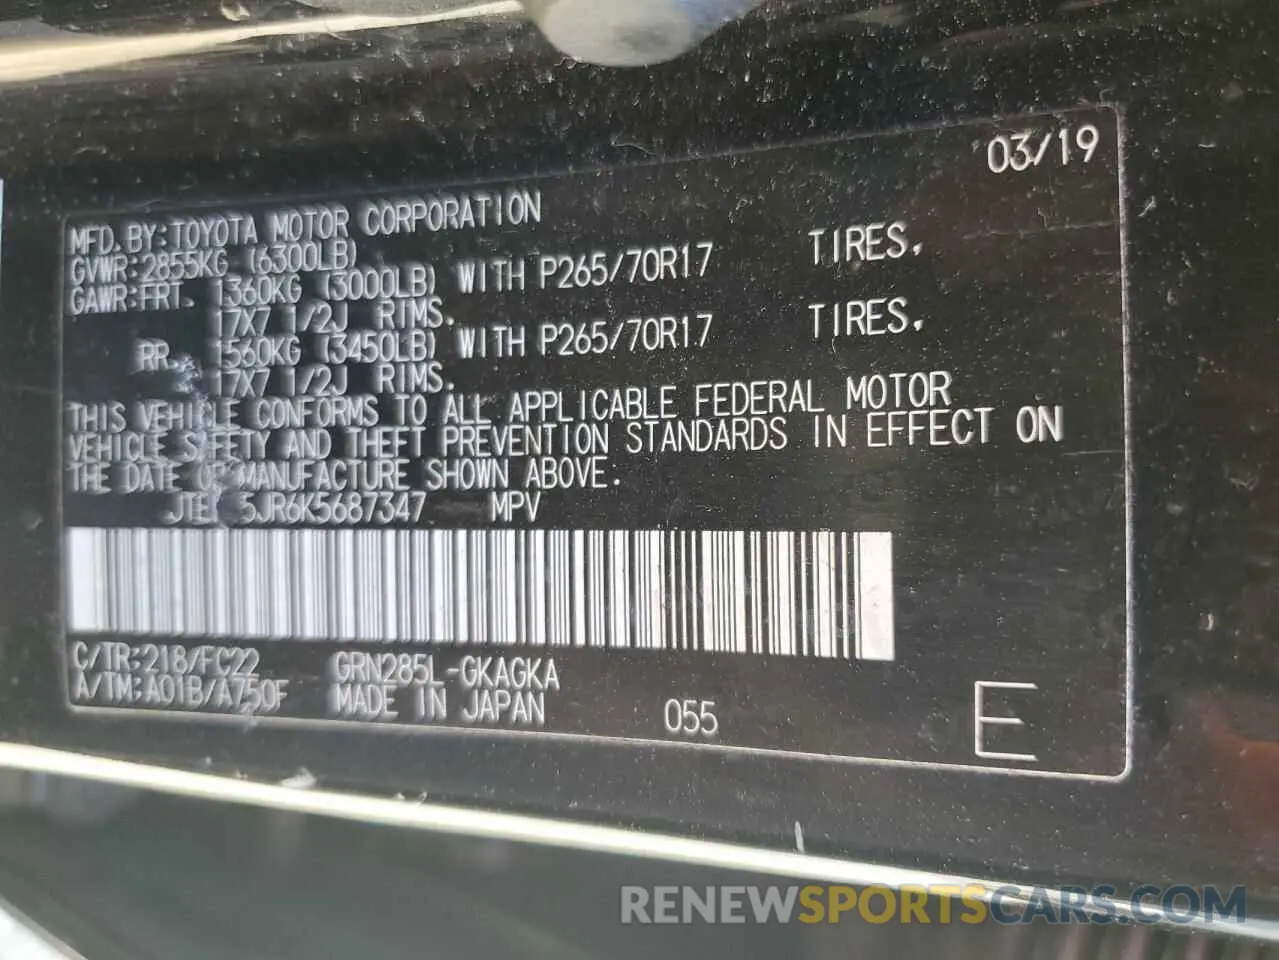 03/19
MFD. BY:TOYOTA MOTOR CORPORATION
GVWR:2855KG (6300LB)
GAWR:FRT. 1360KG (3000LB) WITH P265/70R17 TIRES,
17X7 1/2J RIMS.
RR. 1560KG (3450LB) WITH P265/70R17 TIRES,
17X7 1/2J RIMS.
THIS VEHICLE CONFORMS TO ALL APPLICABLE FEDERAL MOTOR
VEHICLE SAFETY AND THEFT PREVENTION STANDARDS IN EFFECT ON
THE DATE OF MANUFACTURE SHOWN ABOVE.
MPV
C/TR:218/FC22 GRN285L-GKAGKA
A/TM:A01B/A750F MADE IN JAPAN 055
E
RENEWSPORTSCARS.COM